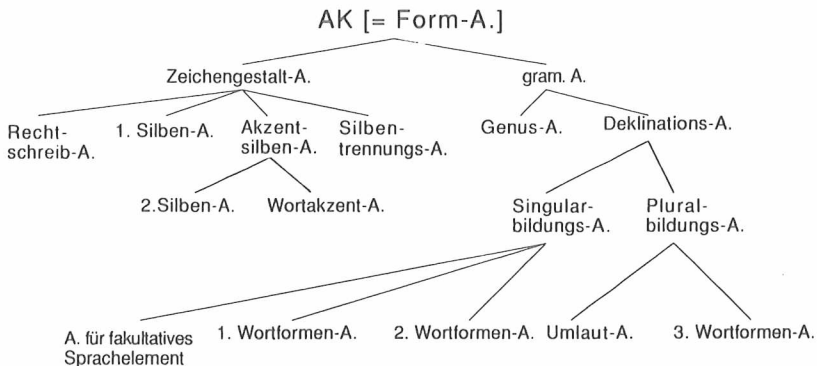 AK [= Form-A.]
Zeichengestalt-A.
gram. A.
Recht-
schreib-A.
1. Silben-A.
Akzent-
silben-A.
Silben-
trennungs-A.
Genus-A.
Deklinations-A.
2.Silben-A.
Wortakzent-A.
Singular-
bildungs-A.
Plural-
bildungs-A.
A. für fakultatives
Sprachelement
1. Wortformen-A.
2. Wortformen-A.
Umlaut-A.
3. Wortformen-A.